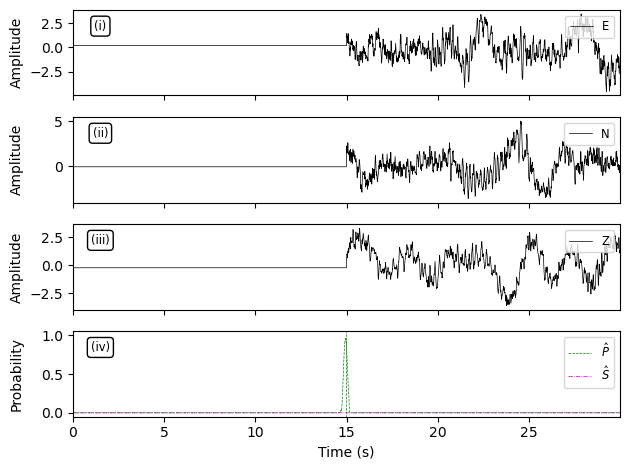 (i)
E
Amplitude
2.5
0.0
−2.5
(ii)
N
Amplitude
5
0
(iii)
Z
Amplitude
2.5
0.0
−2.5
(iv)
P̂
Ŝ
Probability
1.0
0.5
0.0
0 5 10 15 20 25
Time (s)